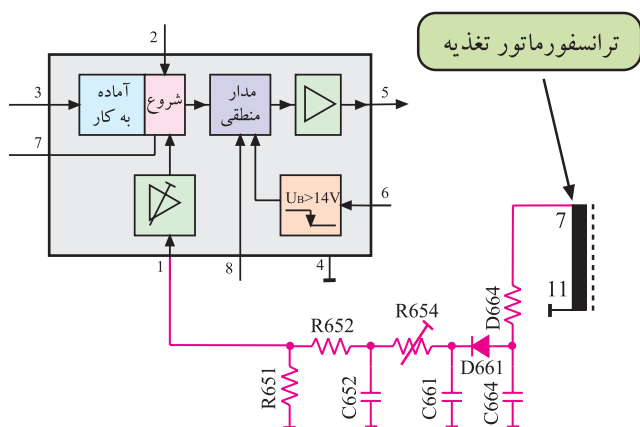 ترانسفورماتور تغذیه
2
3
آماده
به کار
شروع
مدار
منطقی
5
7
UB>14V
6
1
8
4
7
11
D664
R654
R652
D661
R651
C652
C661
C664